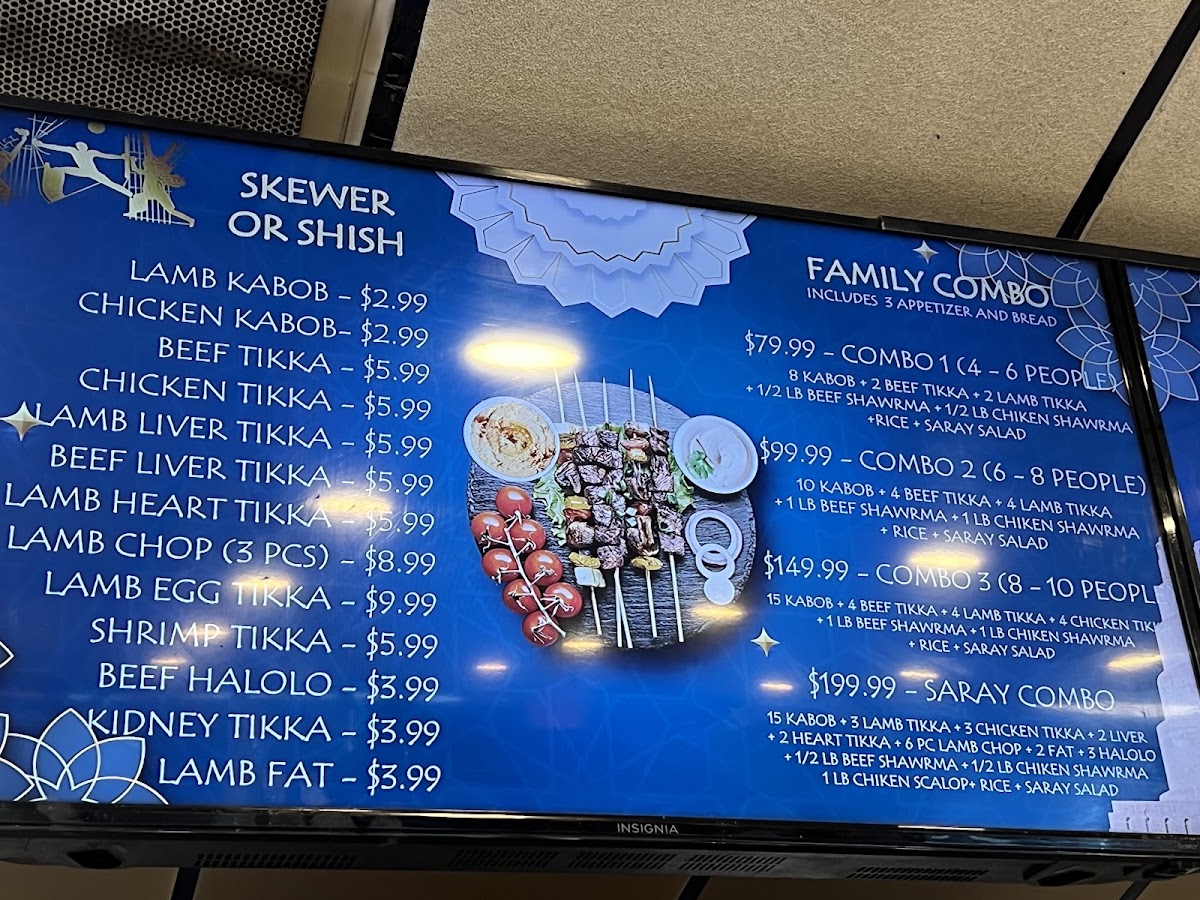 SKEWER
OR SHISH
LAMB KABOB - $2.99
CHICKEN KABOB- $2.99
BEEF TIKKA - $5.99
CHICKEN TIKKA - $5.99
LAMB LIVER TIKKA - $5.99
BEEF LIVER TIKKA - $5.99
LAMB HEART TIKKA - $5.99
LAMB CHOP (3 PCS) - $8.99
LAMB EGG TIKKA - $9.99
SHRIMP TIKKA - $5.99
BEEF HALOLO - $3.99
KIDNEY TIKKA - $3.99
LAMB FAT - $3.99
FAMILY COMBO
INCLUDES 3 APPETIZER AND BREAD
$79.99 - COMBO 1 (4 - 6 PEOPLE)
8 KABOB + 2 BEEF TIKKA + 2 LAMB TIKKA
+ 1/2 LB BEEF SHAWRMA + 1/2 LB CHIKEN SHAWRMA
+RICE + SARAY SALAD
$99.99 - COMBO 2 (6 - 8 PEOPLE)
10 KABOB + 4 BEEF TIKKA + 4 LAMB TIKKA
+ 1 LB BEEF SHAWRMA + 1 LB CHIKEN SHAWRMA
+ RICE + SARAY SALAD
$149.99 - COMBO 3 (8 - 10 PEOPL
15 KABOB + 4 BEEF TIKKA + 4 LAMB TIKKA + 4 CHICKEN TIK
+ 1 LB BEEF SHAWRMA + 1 LB CHIKEN SHAWRMA
+ RICE + SARAY SALAD
$199.99 - SARAY COMBO
15 KABOB + 3 LAMB TIKKA + 3 CHICKEN TIKKA + 2 LIVER
+ 2 HEART TIKKA + 6 PC LAMB CHOP + 2 FAT + 3 HALOLO
+ 1/2 LB BEEF SHAWRMA + 1/2 LB CHIKEN SHAWRMA
1 LB CHIKEN SCALOP+ RICE + SARAY SALAD
INSIGNIA